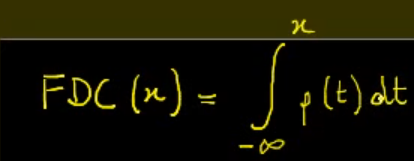 FDC (x) = ∫_{-∞}^{x} p(t) dt